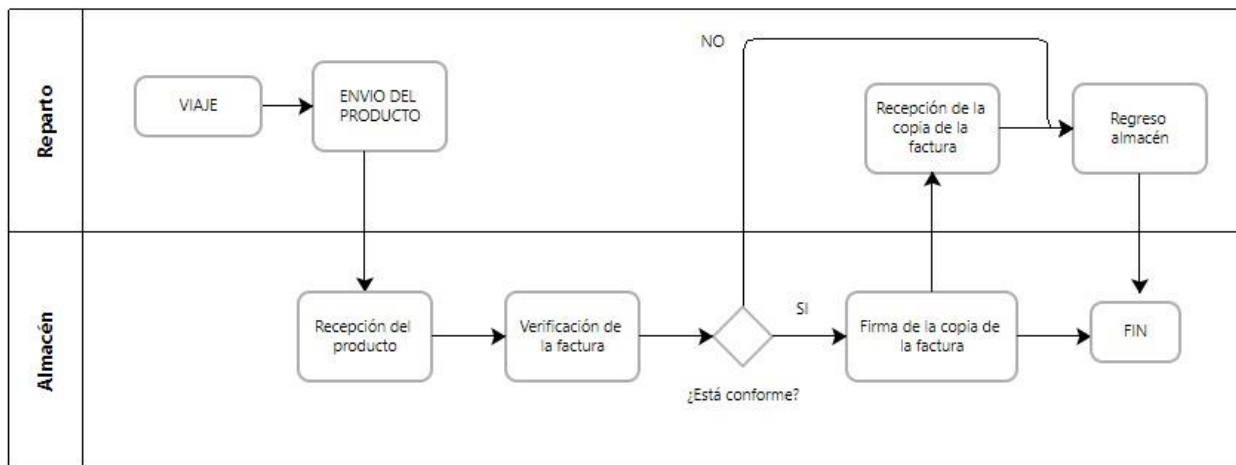 Reparto
VIAJE
ENVIO DEL
PRODUCTO
NO
Recepción de la
copia de la
factura
Regreso
almacén
Almacén
Recepción del
producto
Verificación de
la factura
¿Está conforme?
SI
Firma de la copia de
la factura
FIN